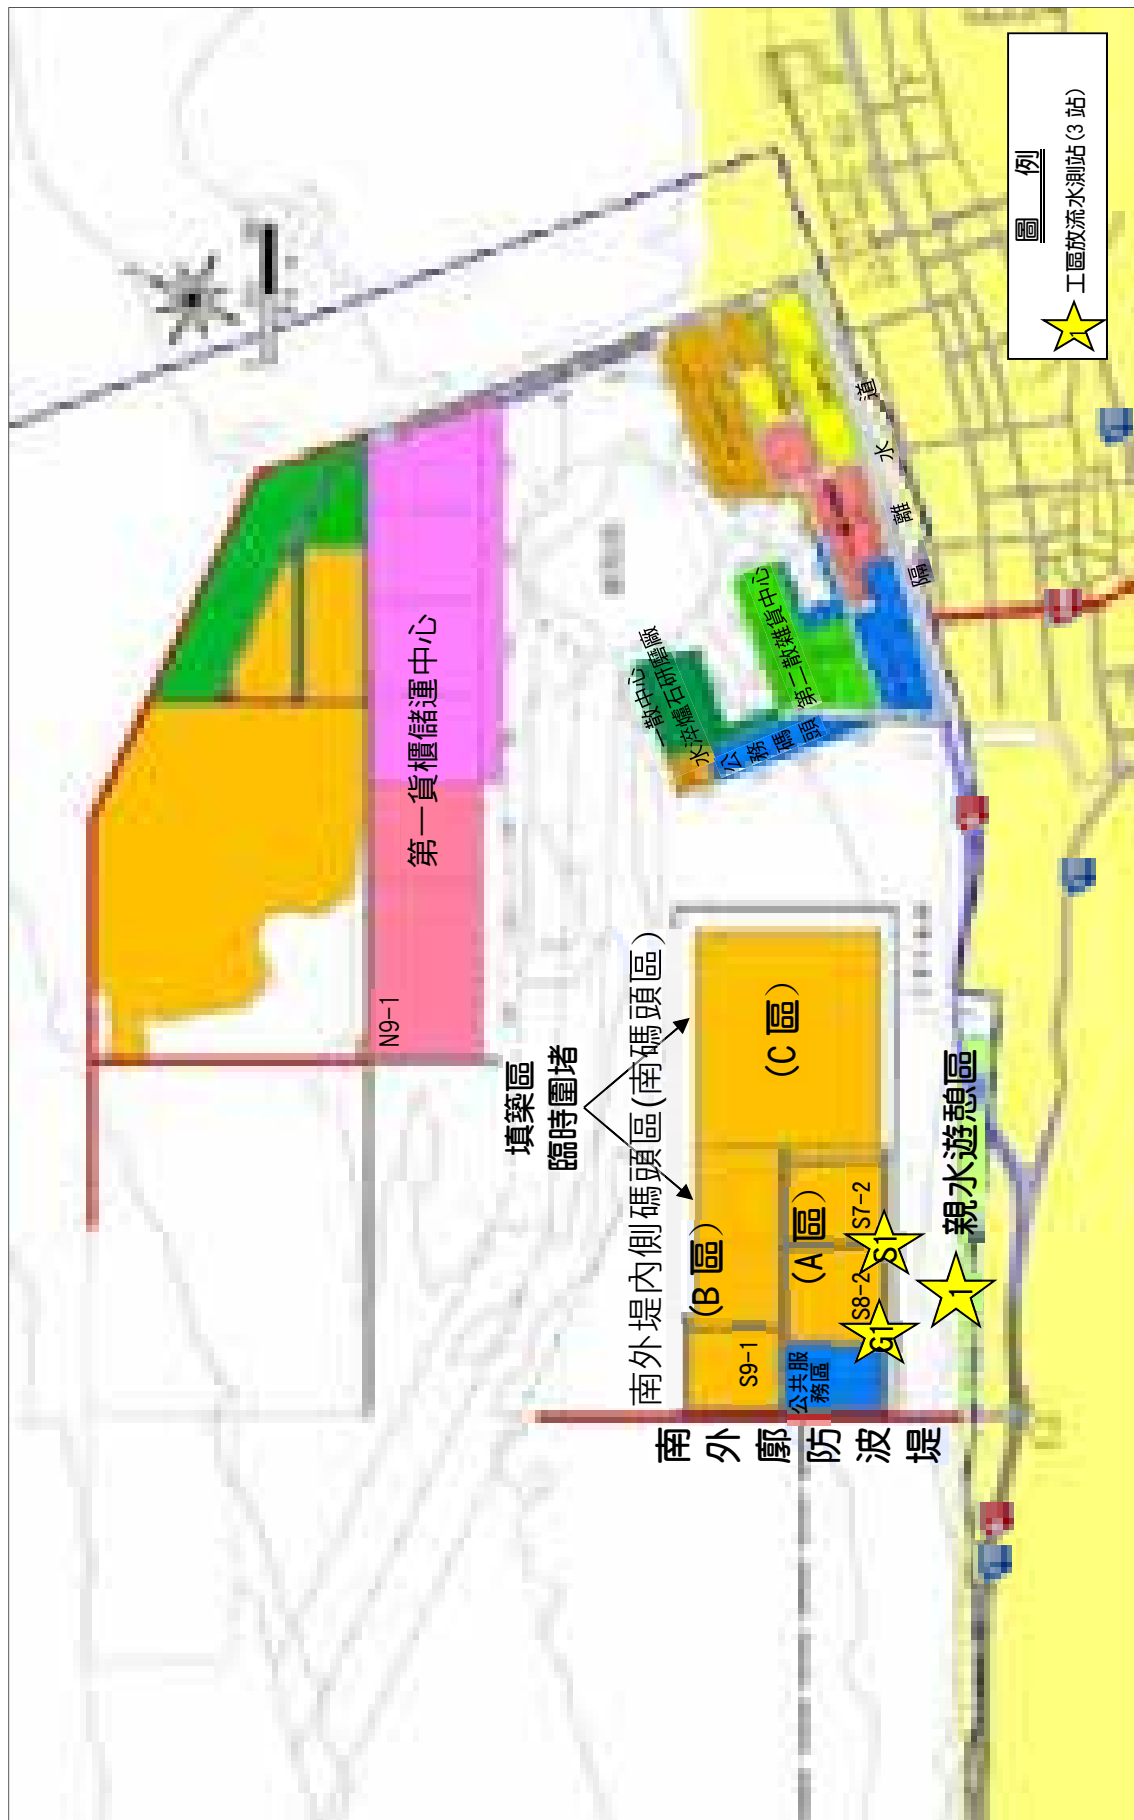 圖 例
1 工區放流水測站(3 站)
第一貨櫃儲運中心
N9-1
隔離水道
一散中心
水淬爐石研磨廠
第二散雜貨中心
公務碼頭
填築區
臨時圍堵
南外堤內側碼頭區(南碼頭區)
(B 區)
(C 區)
(A 區)
S9-1
S8-2
S7-2
公共服
務區
G1
S1
1
親水遊憩區
南外廓防波堤